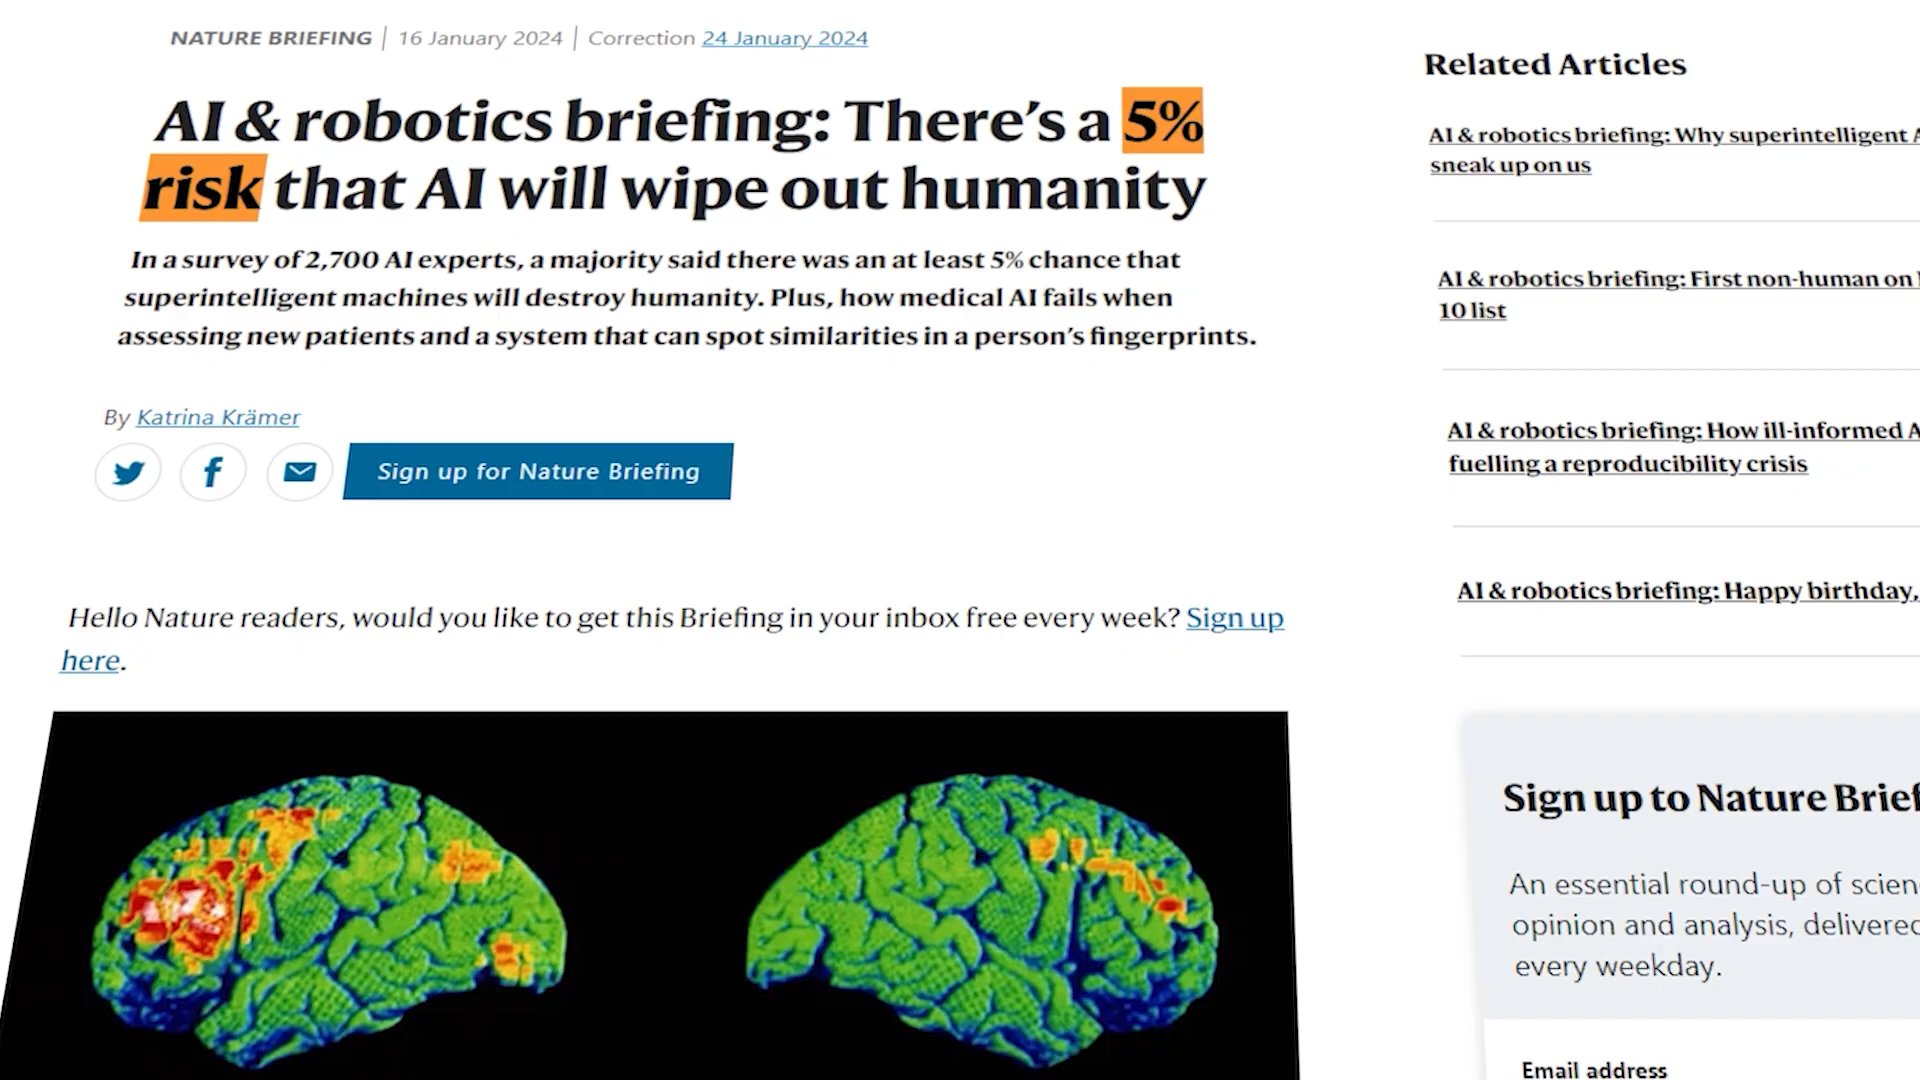 NATURE BRIEFING | 16 January 2024 | Correction 24 January 2024
AI & robotics briefing: There's a 5%
risk that AI will wipe out humanity
In a survey of 2,700 AI experts, a majority said there was an at least 5% chance that
superintelligent machines will destroy humanity. Plus, how medical AI fails when
assessing new patients and a system that can spot similarities in a person's fingerprints.
By Katrina Krämer
Sign up for Nature Briefing
Hello Nature readers, would you like to get this Briefing in your inbox free every week? Sign up
here.
Related Articles
AI & robotics briefing: Why superintelligent A
sneak up on us
AI & robotics briefing: First non-human on
10 list
AI & robotics briefing: How ill-informed A
fuelling a reproducibility crisis
AI & robotics briefing: Happy birthday,
Sign up to Nature Brief
An essential round-up of scien
opinion and analysis, delivered
every weekday.
Email address